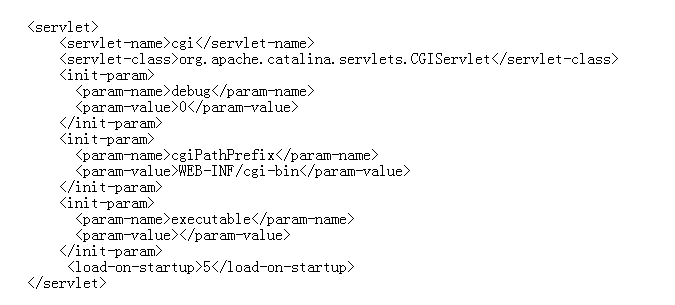 <servlet>
<servlet-name>cgi</servlet-name>
<servlet-class>org.apache.catalina.servlets.CGIServlet</servlet-class>
<init-param>
<param-name>debug</param-name>
<param-value>0</param-value>
</init-param>
<init-param>
<param-name>cgiPathPrefix</param-name>
<param-value>WEB-INF/cgi-bin</param-value>
</init-param>
<init-param>
<param-name>executable</param-name>
<param-value></param-value>
</init-param>
<load-on-startup>5</load-on-startup>
</servlet>